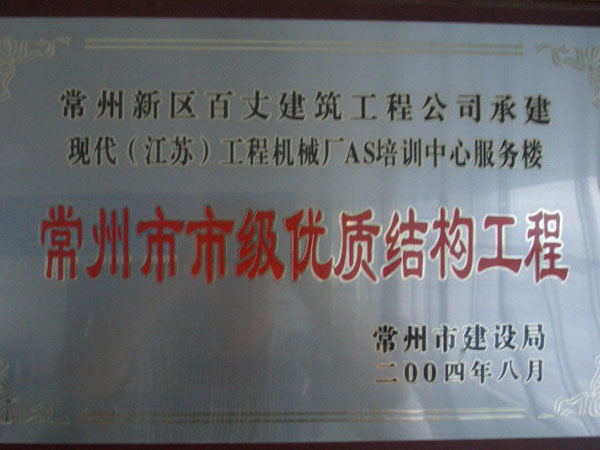 常州新区百丈建筑工程公司承建
现代（江苏）工程机械厂AS培训中心服务楼
常州市市级优质结构工程
常州市建设局
二00四年八月